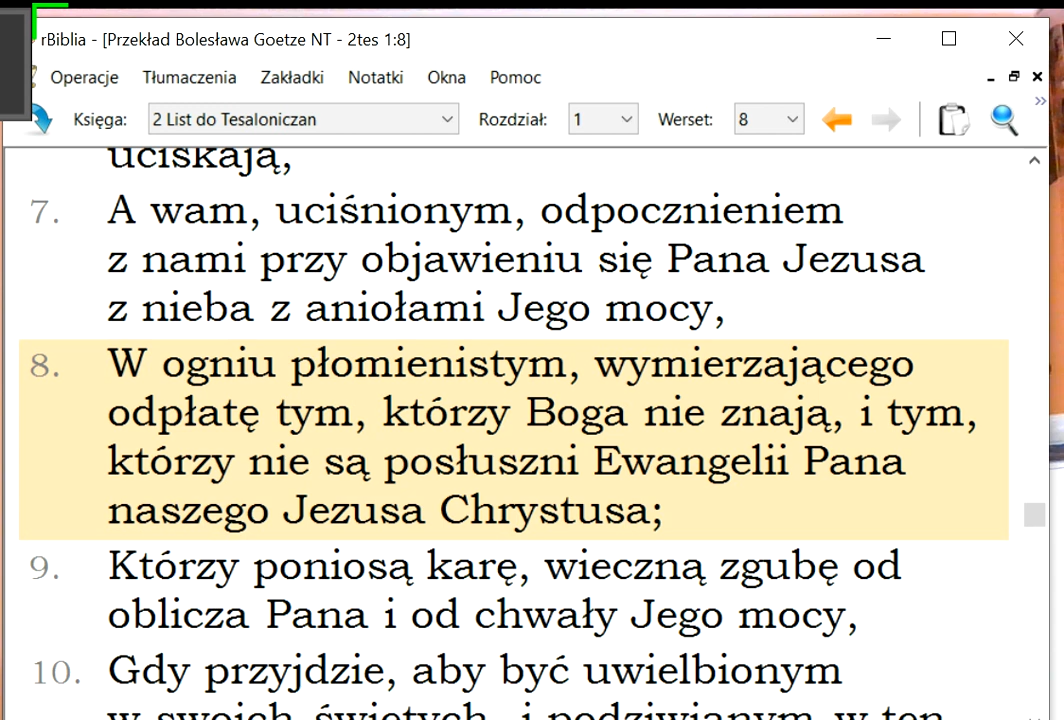 rBiblia - [Przekład Bolesława Goetze NT - 2tes 1:8]
Operacje Tłumaczenia Zakładki Notatki Okna Pomoc
Księga: 2 List do Tesaloniczan Rozdział: 1 Werset: 8
uciskają,
7. A wam, uciśnionym, odpocznieniem
z nami przy objawieniu się Pana Jezusa
z nieba z aniołami Jego mocy,
8. W ogniu płomienistym, wymierzającego
odpłatę tym, którzy Boga nie znają, i tym,
którzy nie są posłuszni Ewangelii Pana
naszego Jezusa Chrystusa;
9. Którzy poniosą karę, wieczną zgubę od
oblicza Pana i od chwały Jego mocy,
10. Gdy przyjdzie, aby być uwielbionym
w swoich świętych, i podziwianym w ten